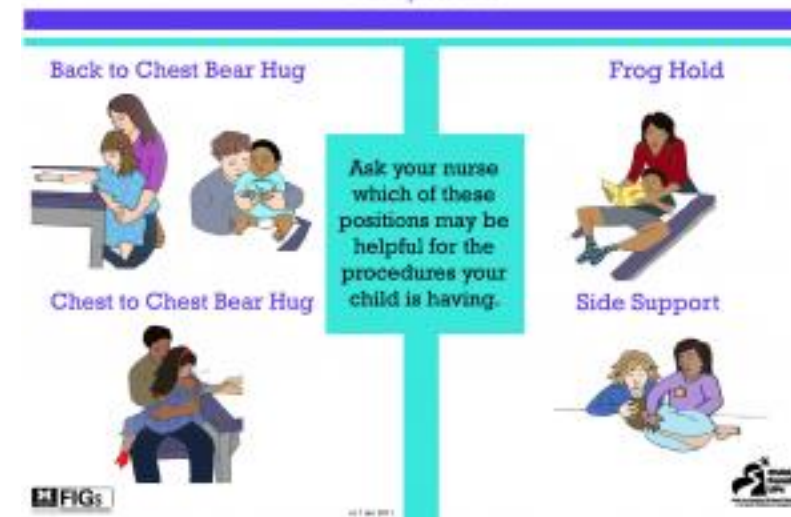 Back to Chest Bear Hug
Frog Hold
Ask your nurse
which of these
positions may be
helpful for the
procedures your
child is having.
Chest to Chest Bear Hug
Side Support
FIGs